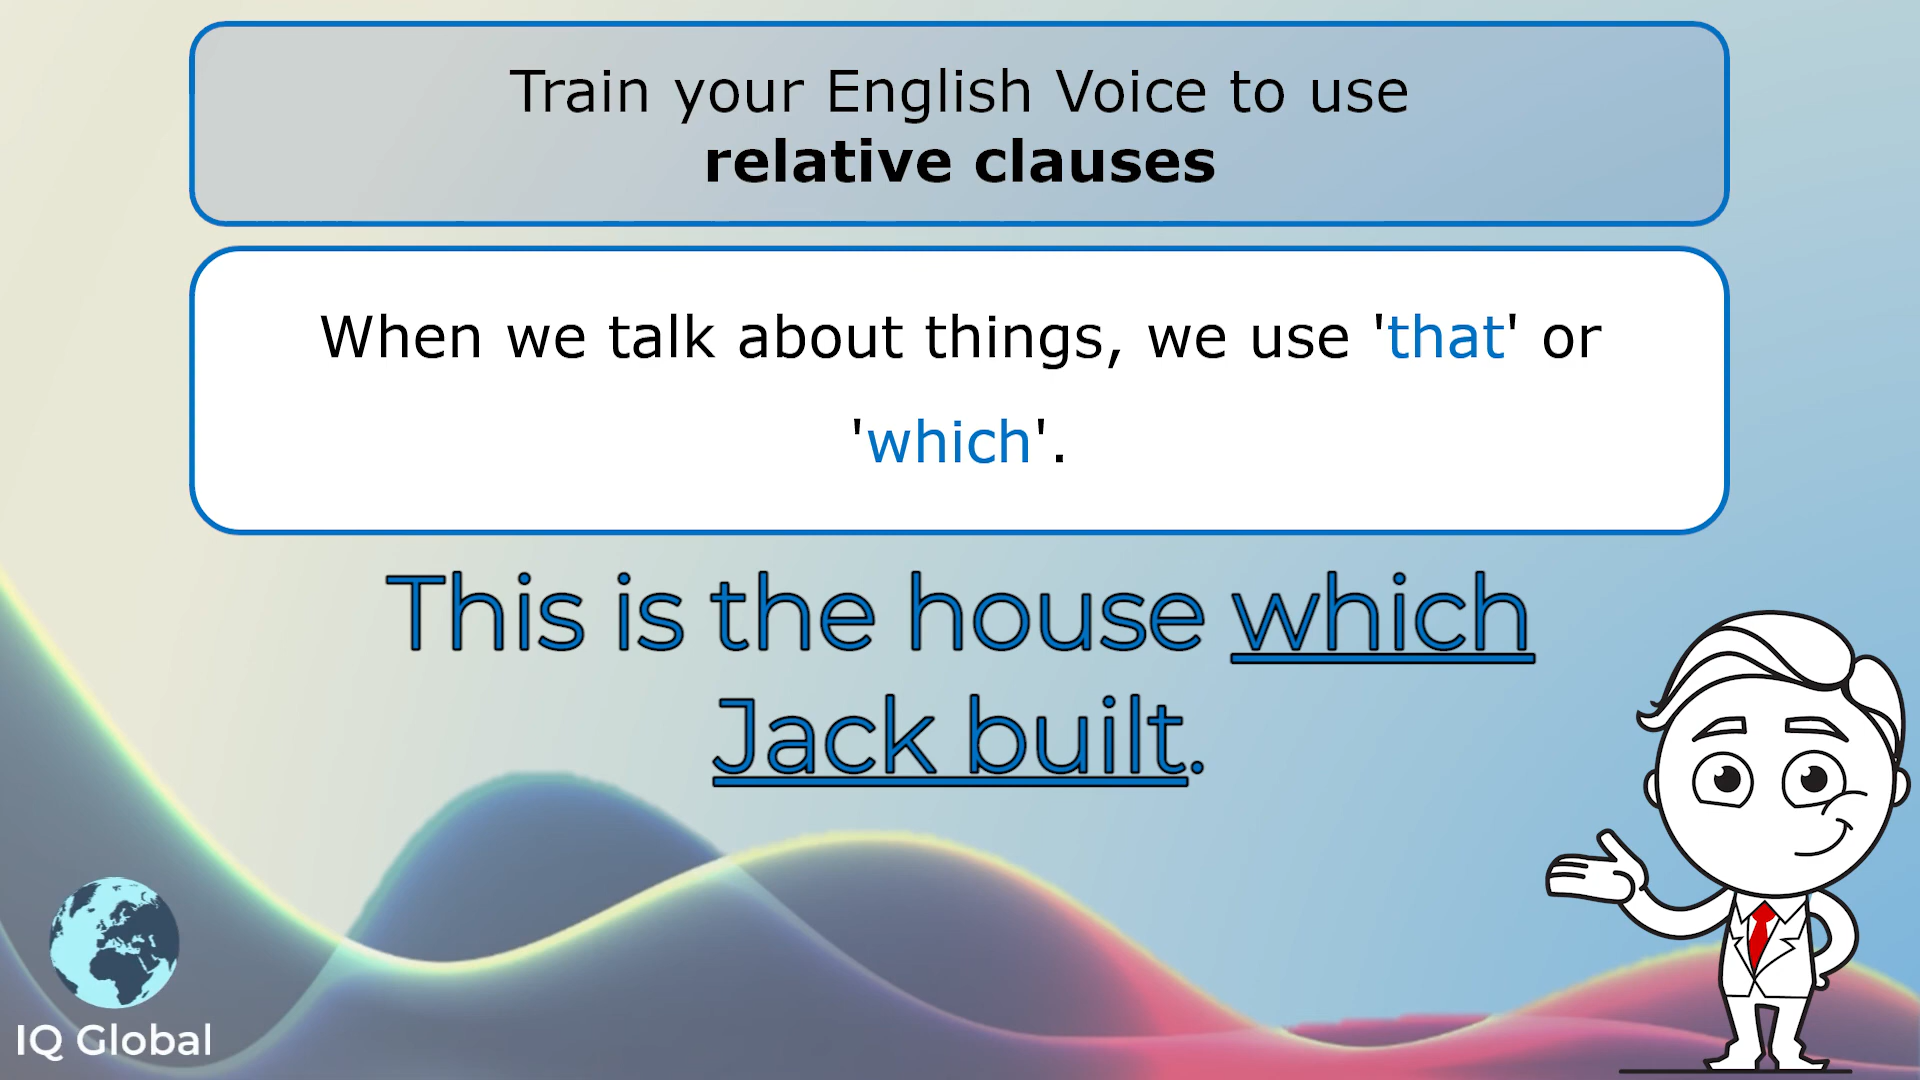 Train your English Voice to use
relative clauses
When we talk about things, we use 'that' or
'which'.
This is the house which
Jack built.
IQ Global